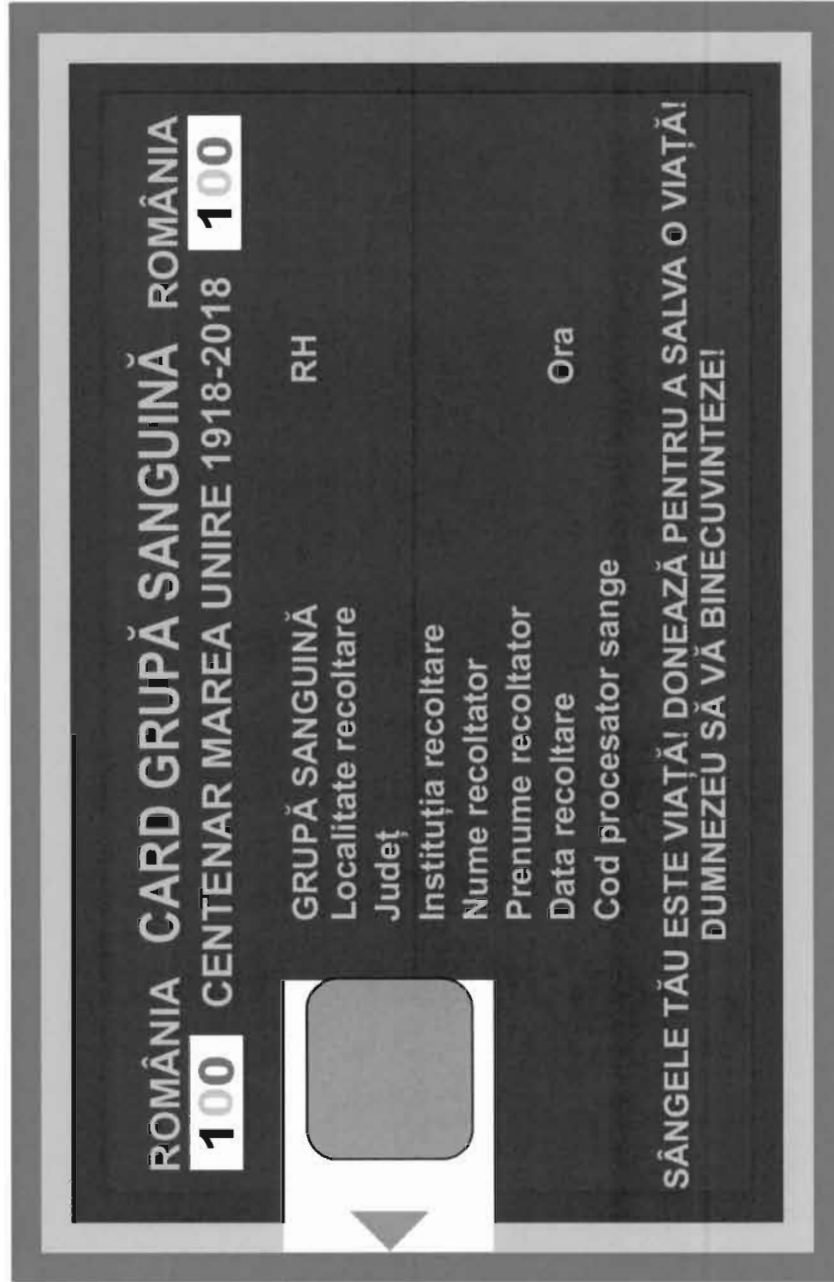 ROMÂNIA CARD GRUPĂ SANGUINĂ ROMÂNIA
100 CENTENAR MAREA UNIRE 1918-2018 100
GRUPĂ SANGUINĂ RH
Localitate recoltare
Județ
Instituția recoltare
Nume recoltator
Prenume recoltator
Data recoltare Ora
Cod procesator sange
SÂNGELE TĂU ESTE VIAȚĂ! DONEAZĂ PENTRU A SALVA O VIAȚĂ!
DUMNEZEU SĂ VĂ BINECUVINTEZE!